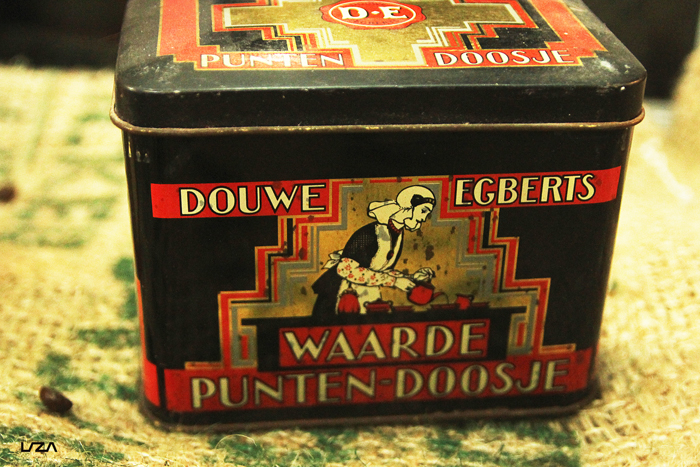 D·E
PUNTEN DOOSJE
DOUWE EGBERTS
WAARDE
PUNTEN-DOOSJE
LIZA